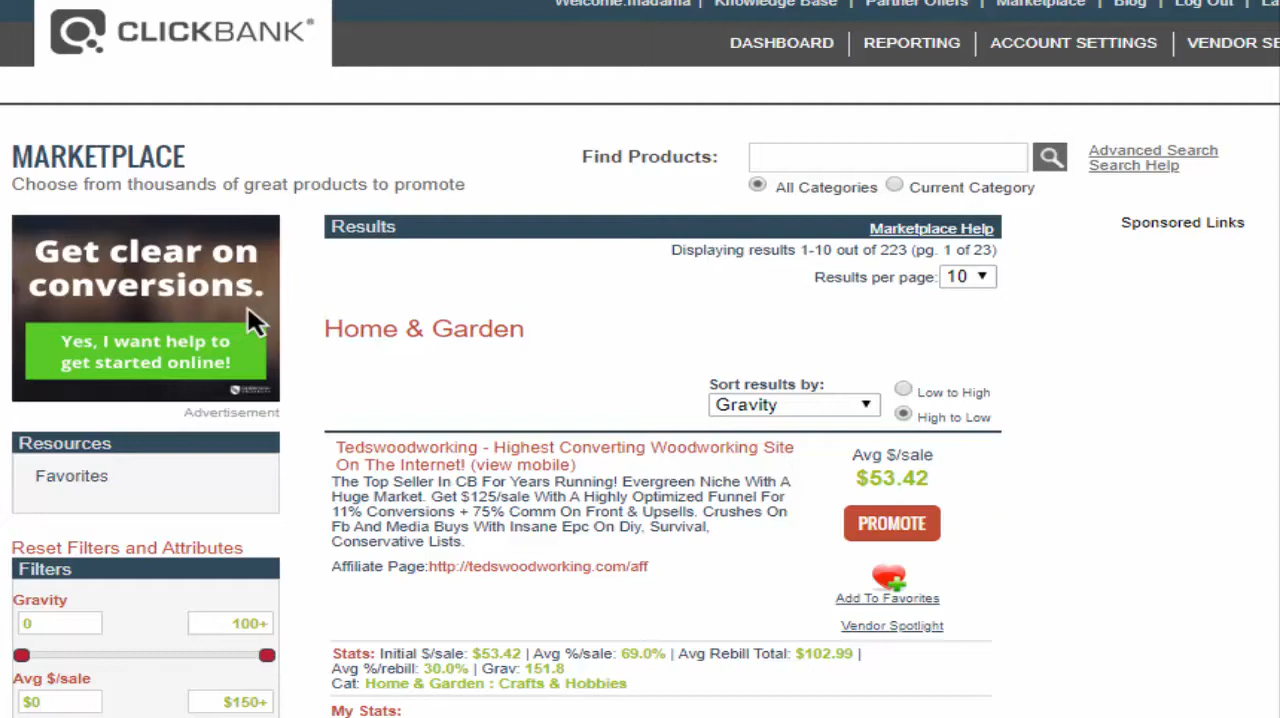 Welcome:madama | Knowledge Base | Partner Offers | Marketplace | Blog | Log Out |
CLICKBANK®
DASHBOARD | REPORTING | ACCOUNT SETTINGS | VENDOR
MARKETPLACE
Choose from thousands of great products to promote
Find Products:
Advanced Search
Search Help
All Categories Current Category
Get clear on
conversions.
Yes, I want help to
get started online!
Advertisement
Resources
Favorites
Reset Filters and Attributes
Filters
Gravity
0 100+
Avg $/sale
$0 $150+
Results Marketplace Help
Displaying results 1-10 out of 223 (pg. 1 of 23)
Results per page: 10
Home & Garden
Sort results by:
Gravity
Low to High
High to Low
Tedswoodworking - Highest Converting Woodworking Site
On The Internet! (view mobile)
The Top Seller In CB For Years Running! Evergreen Niche With A
Huge Market. Get $125/sale With A Highly Optimized Funnel For
11% Conversions + 75% Comm On Front & Upsells. Crushes On
Fb And Media Buys With Insane Epc On Diy, Survival,
Conservative Lists.
Affiliate Page:http://tedswoodworking.com/aff
Avg $/sale
$53.42
PROMOTE
Add To Favorites
Vendor Spotlight
Stats: Initial $/sale: $53.42 | Avg %/sale: 69.0% | Avg Rebill Total: $102.99 |
Avg %/rebill: 30.0% | Grav: 151.8
Cat: Home & Garden : Crafts & Hobbies
My Stats:
Sponsored Links